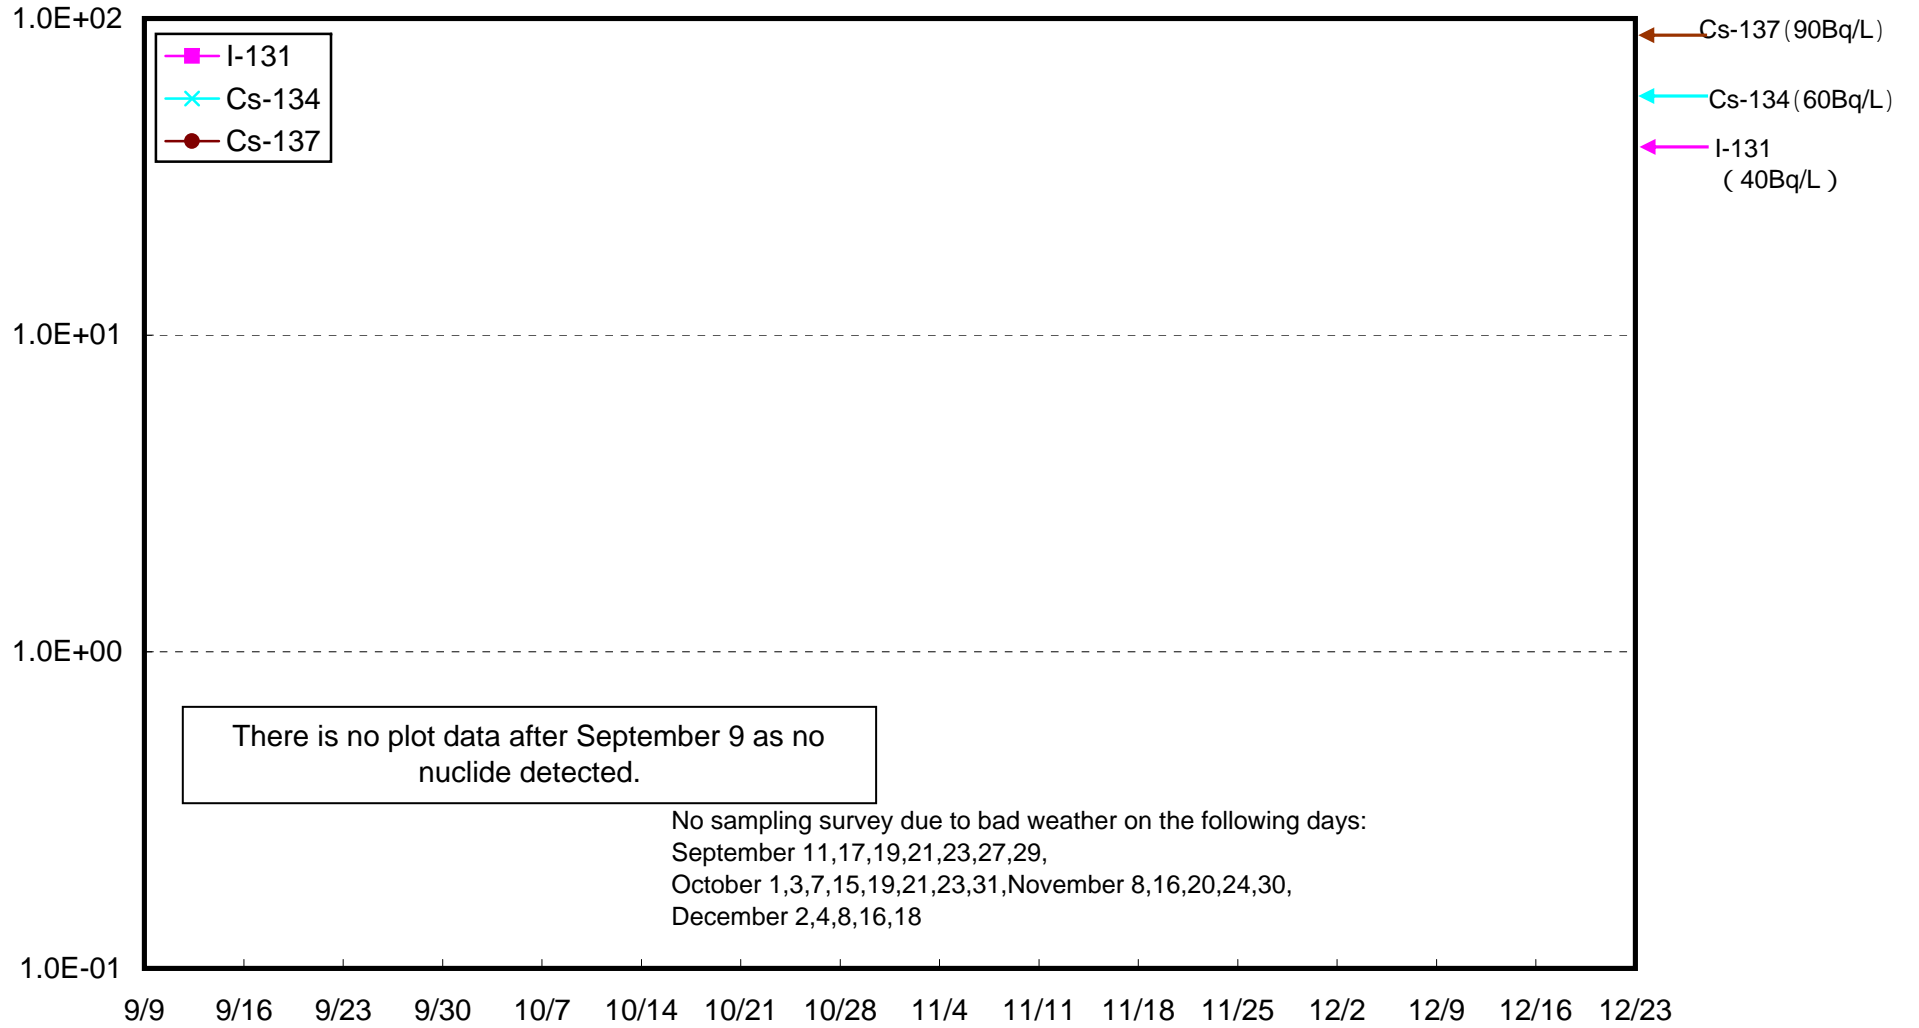 1.0E+02
1.0E+01
1.0E+00
1.0E-01
I-131
Cs-134
Cs-137
Cs-137(90Bq/L)
Cs-134(60Bq/L)
I-131
(40Bq/L)
There is no plot data after September 9 as no
nuclide detected.
No sampling survey due to bad weather on the following days:
September 11,17,19,21,23,27,29,
October 1,3,7,15,19,21,23,31,November 8,16,20,24,30,
December 2,4,8,16,18
9/9 9/16 9/23 9/30 10/7 10/14 10/21 10/28 11/4 11/11 11/18 11/25 12/2 12/9 12/16 12/23